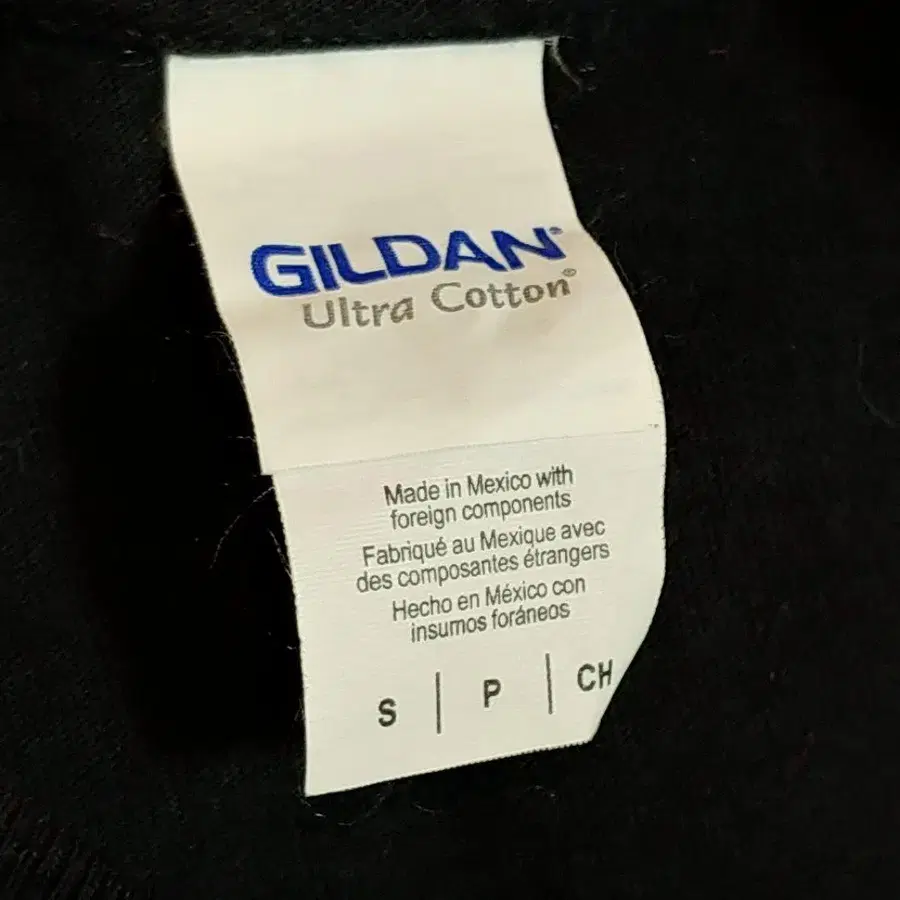 GILDAN®
Ultra Cotton®
Made in Mexico with
foreign components
Fabriqué au Mexique avec
des composantes étrangers
Hecho en México con
insumos foráneos
S | P | CH